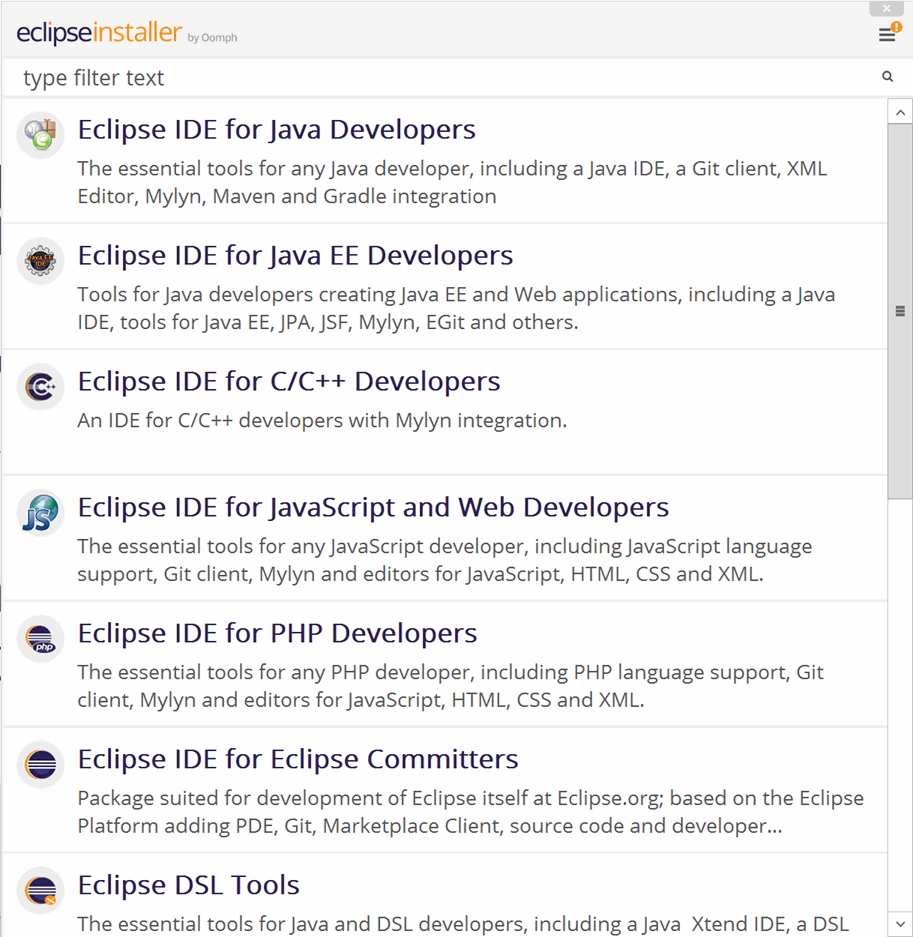 eclipseinstaller by Oomph
!
type filter text
Eclipse IDE for Java Developers
The essential tools for any Java developer, including a Java IDE, a Git client, XML
Editor, Mylyn, Maven and Gradle integration
Java EE
IDE
Eclipse IDE for Java EE Developers
Tools for Java developers creating Java EE and Web applications, including a Java
IDE, tools for Java EE, JPA, JSF, Mylyn, EGit and others.
C++
Eclipse IDE for C/C++ Developers
An IDE for C/C++ developers with Mylyn integration.
JS
Eclipse IDE for JavaScript and Web Developers
The essential tools for any JavaScript developer, including JavaScript language
support, Git client, Mylyn and editors for JavaScript, HTML, CSS and XML.
php
Eclipse IDE for PHP Developers
The essential tools for any PHP developer, including PHP language support, Git
client, Mylyn and editors for JavaScript, HTML, CSS and XML.
Eclipse IDE for Eclipse Committers
Package suited for development of Eclipse itself at Eclipse.org; based on the Eclipse
Platform adding PDE, Git, Marketplace Client, source code and developer...
Eclipse DSL Tools
The essential tools for Java and DSL developers, including a Java  Xtend IDE, a DSL